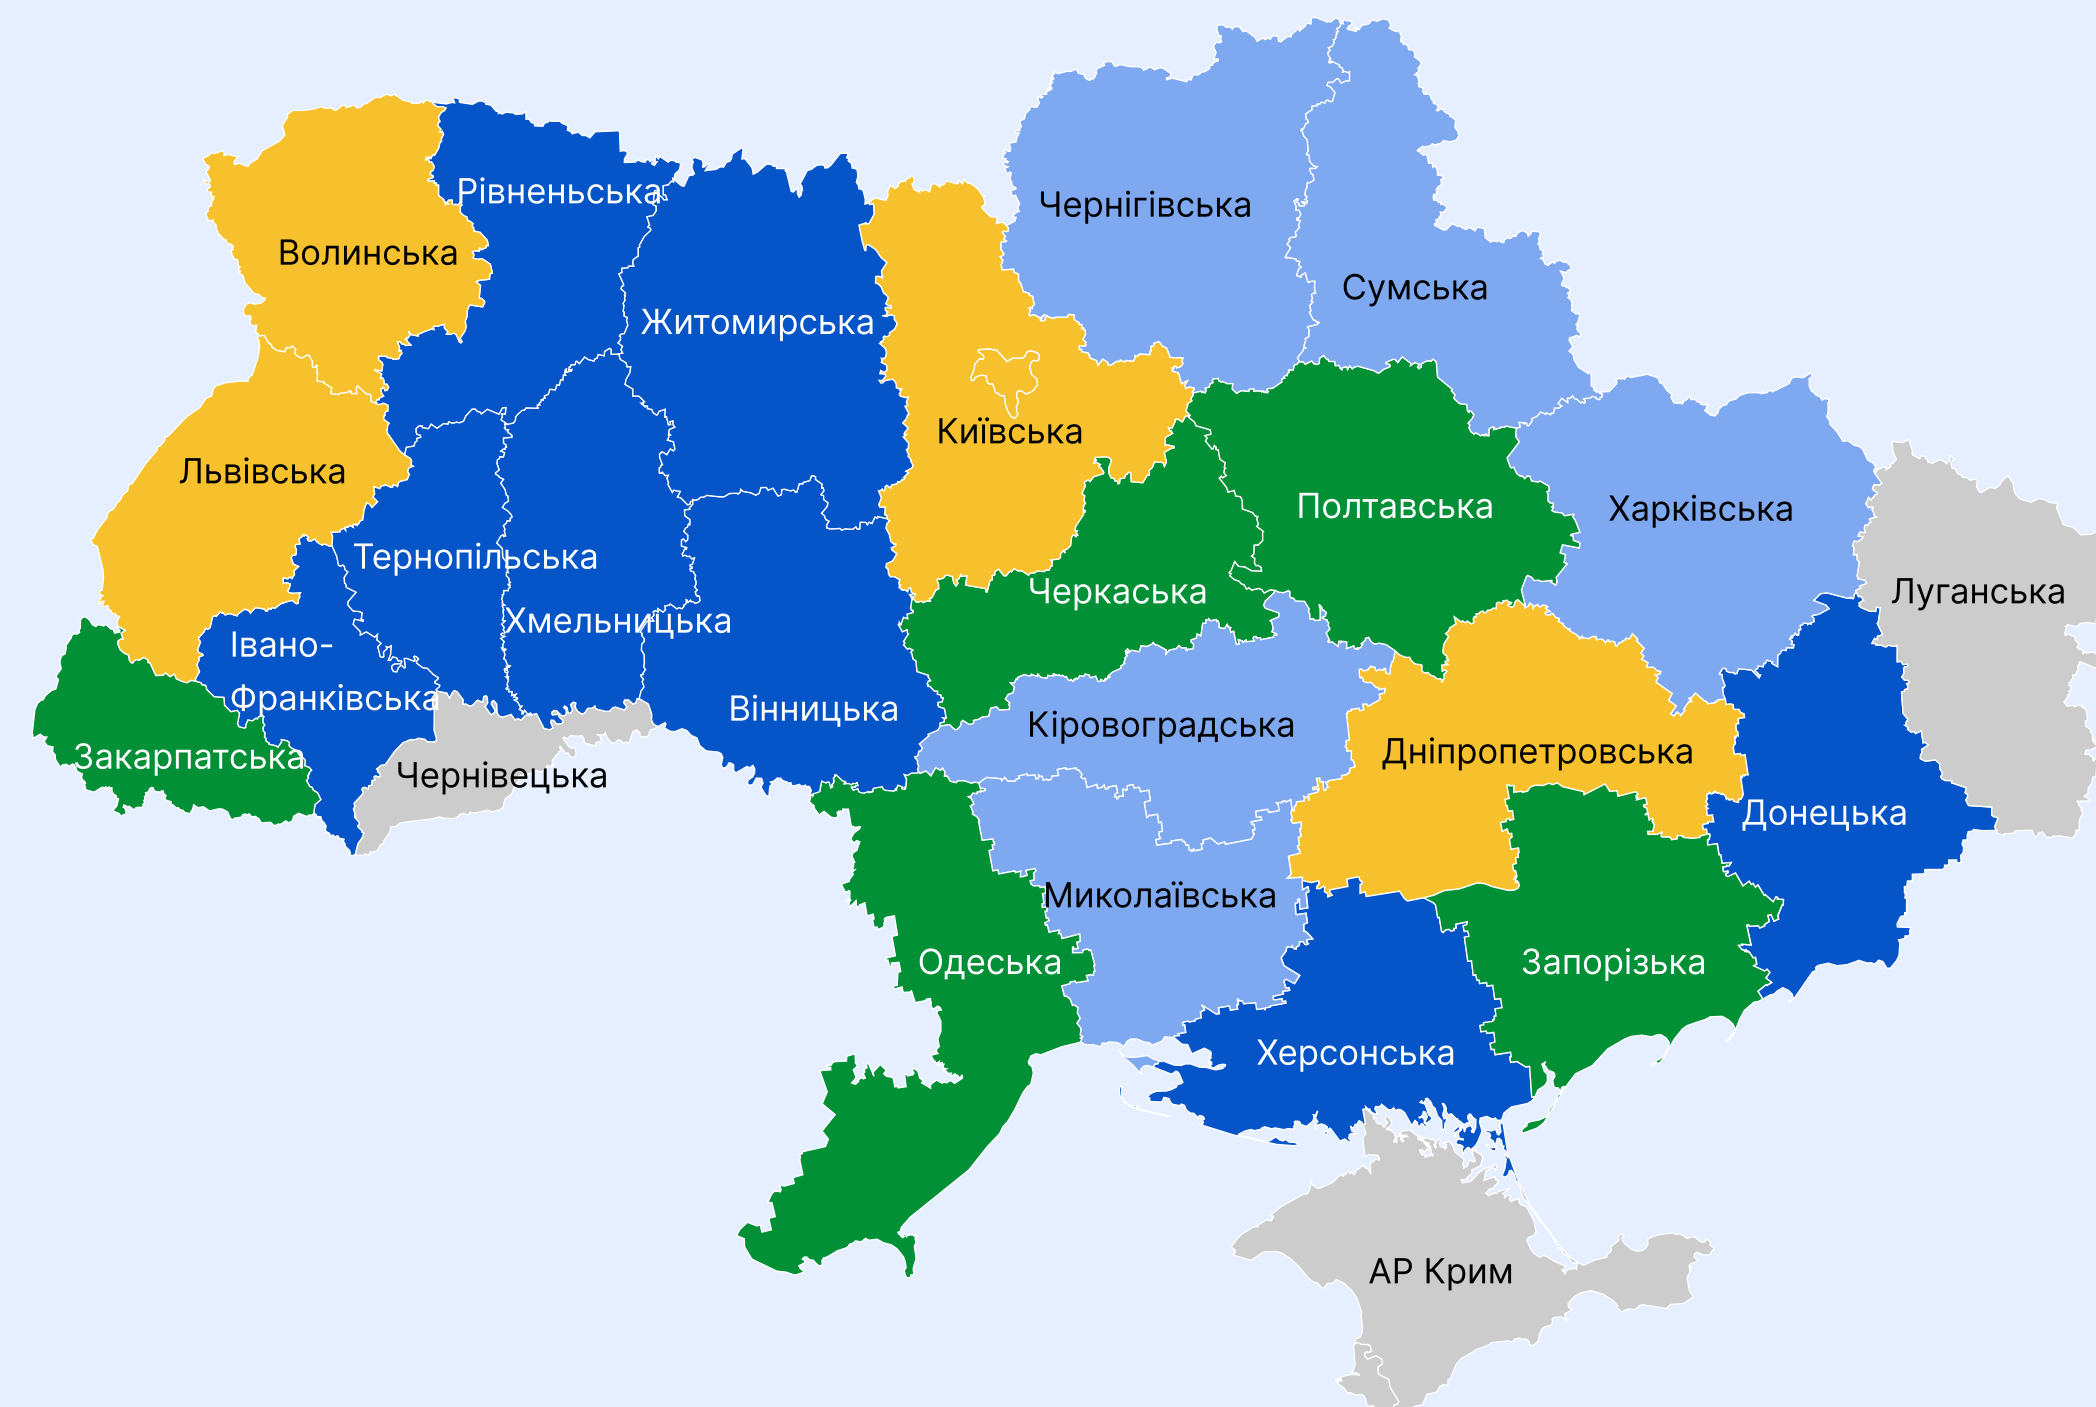 Рівненьська
Чернігівська
Волинська
Сумська
Житомирська
Київська
Львівська
Полтавська
Харківська
Тернопільська
Черкаська
Луганська
Хмельницька
Івано-
Франківська
Вінницька
Кіровоградська
Дніпропетровська
Закарпатська
Чернівецька
Донецька
Миколаївська
Одеська
Запорізька
Херсонська
АР Крим